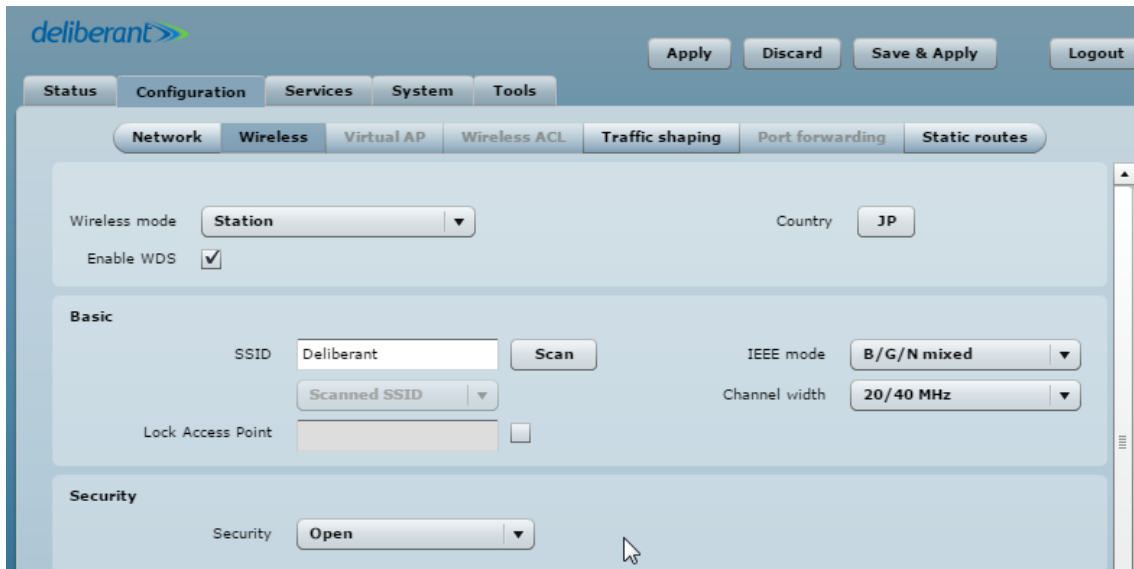 deliberant
Apply Discard Save & Apply Logout
Status Configuration Services System Tools
Network Wireless Virtual AP Wireless ACL Traffic shaping Port forwarding Static routes
Wireless mode Station Country JP
Enable WDS
Basic
SSID Deliberant Scan IEEE mode B/G/N mixed
Scanned SSID Channel width 20/40 MHz
Lock Access Point
Security
Security Open